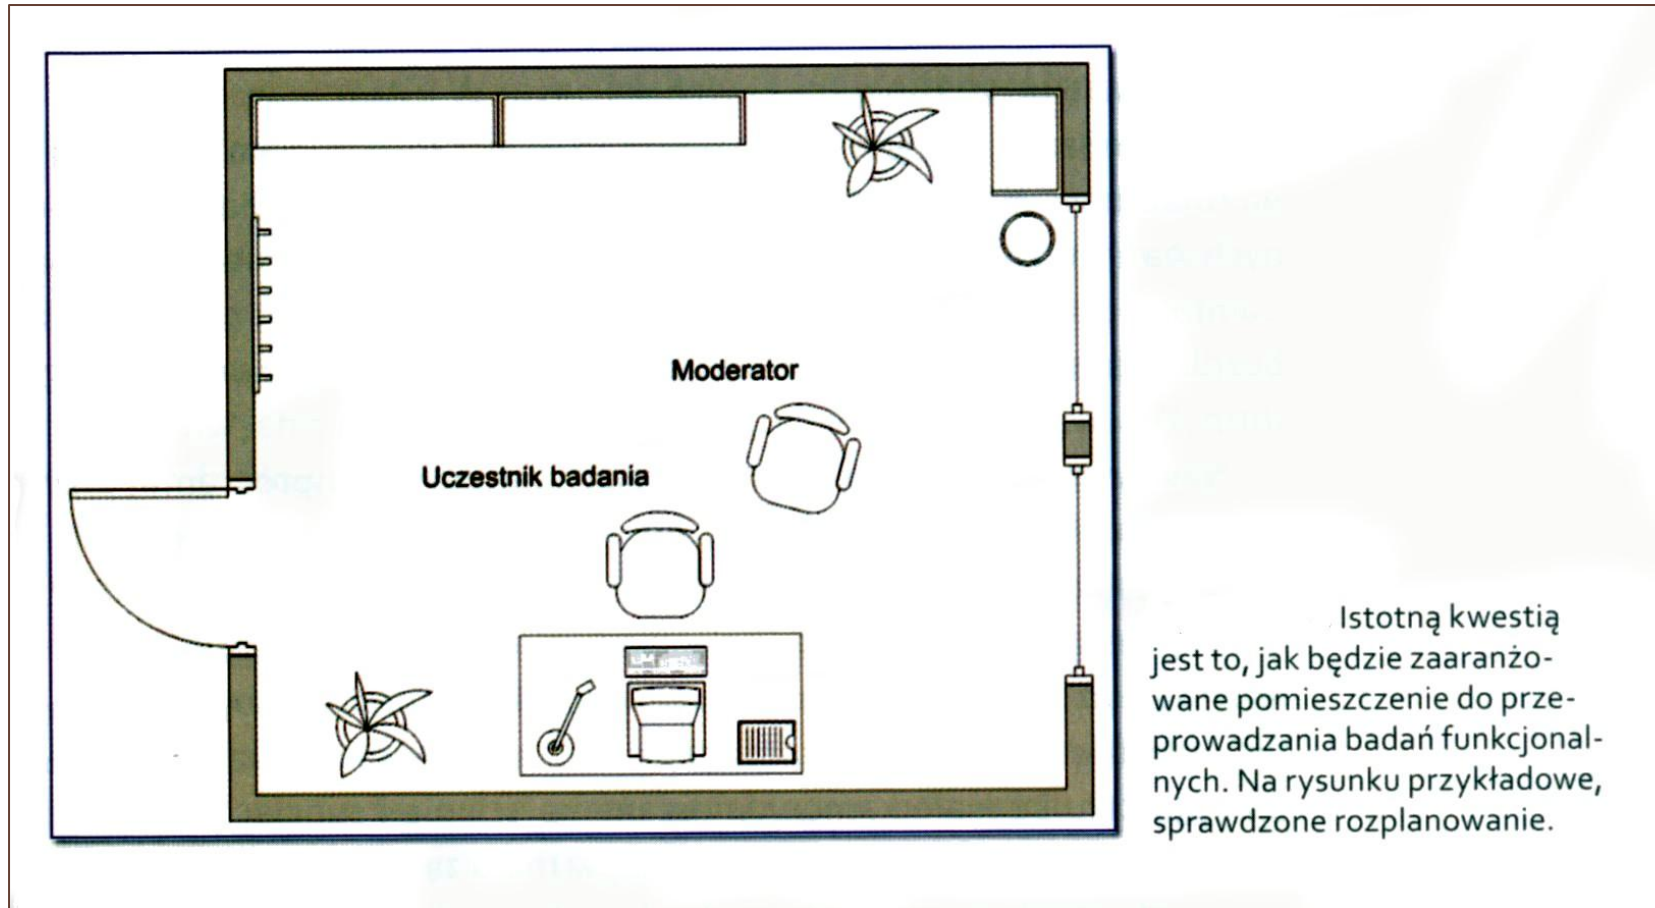 Moderator
Uczestnik badania
Istotną kwestią
jest to, jak będzie zaaranżo-
wane pomieszczenie do prze-
prowadzania badań funkcjonal-
nych. Na rysunku przykładowe,
sprawdzone rozplanowanie.